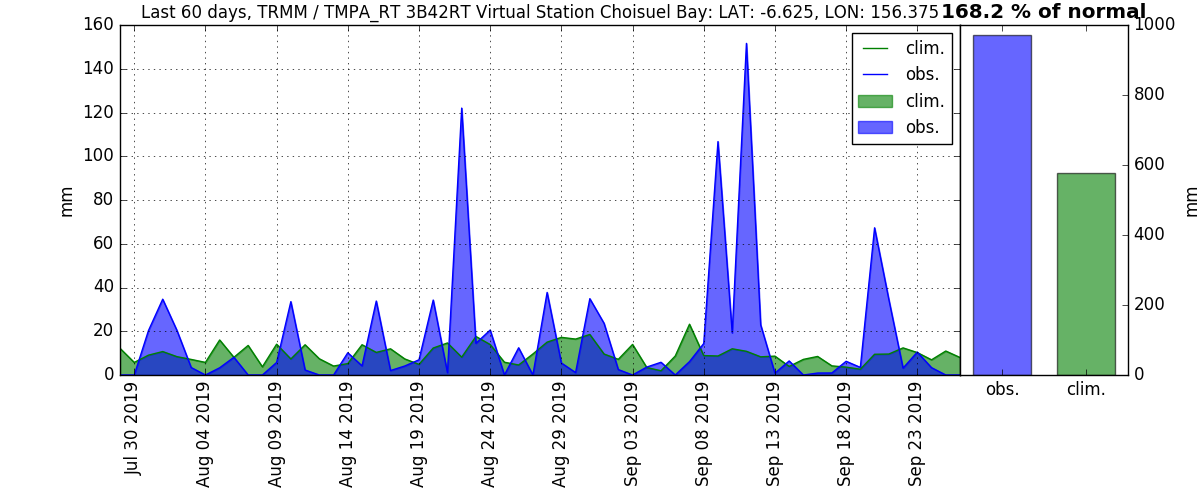 Last 60 days, TRMM / TMPA_RT 3B42RT Virtual Station Choisuel Bay: LAT: -6.625, LON: 156.375
168.2 % of normal
160
140
120
100
80
60
40
20
0
mm
clim.
obs.
clim.
obs.
Jul 30 2019
Aug 04 2019
Aug 09 2019
Aug 14 2019
Aug 19 2019
Aug 24 2019
Aug 29 2019
Sep 03 2019
Sep 08 2019
Sep 13 2019
Sep 18 2019
Sep 23 2019
1000
800
600
400
200
0
mm
obs.
clim.